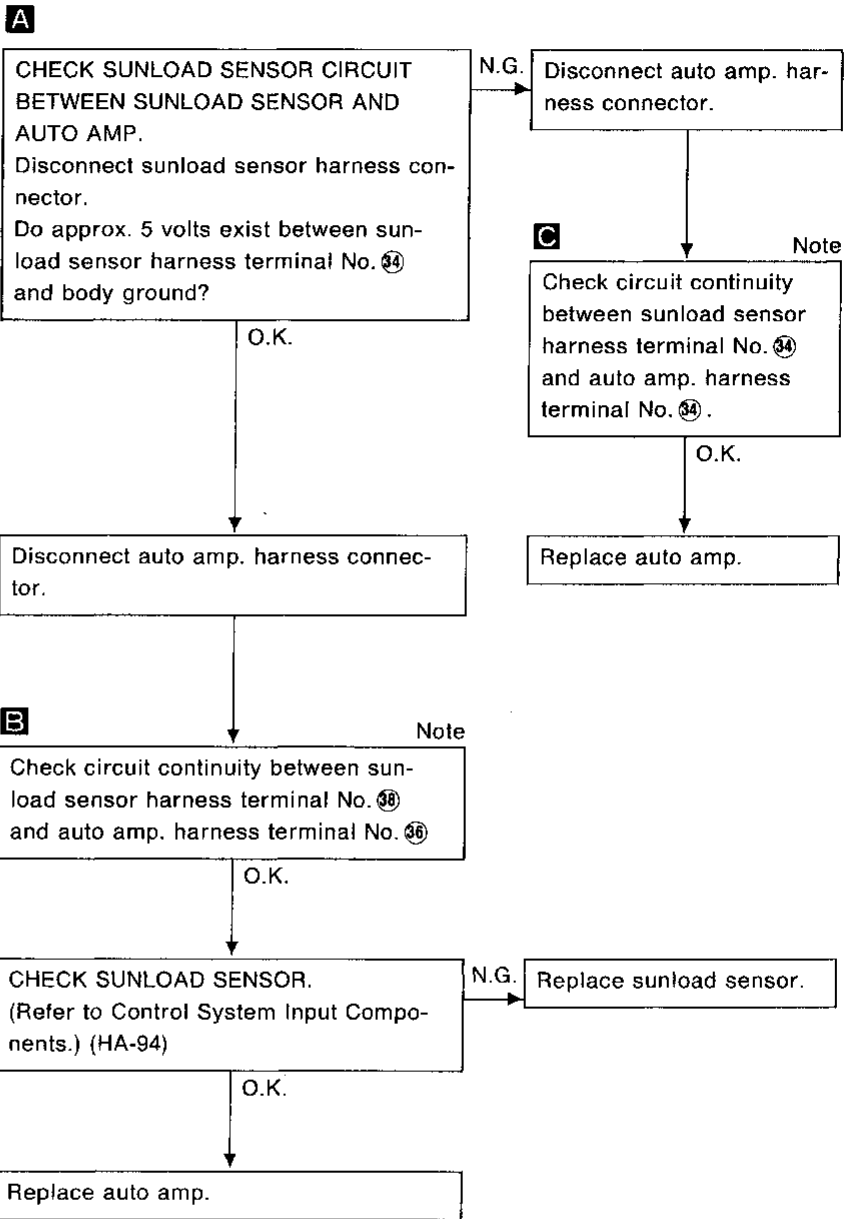 A
CHECK SUNLOAD SENSOR CIRCUIT
BETWEEN SUNLOAD SENSOR AND
AUTO AMP.
Disconnect sunload sensor harness con-
nector.
Do approx. 5 volts exist between sun-
load sensor harness terminal No. 34
and body ground?
N.G.
Disconnect auto amp. har-
ness connector.
O.K.
C
Note
Check circuit continuity
between sunload sensor
harness terminal No. 34
and auto amp. harness
terminal No. 34.
O.K.
Replace auto amp.
Disconnect auto amp. harness connec-
tor.
B
Note
Check circuit continuity between sun-
load sensor harness terminal No. 38
and auto amp. harness terminal No. 36
O.K.
CHECK SUNLOAD SENSOR.
(Refer to Control System Input Compo-
nents.) (HA-94)
N.G.
Replace sunload sensor.
O.K.
Replace auto amp.